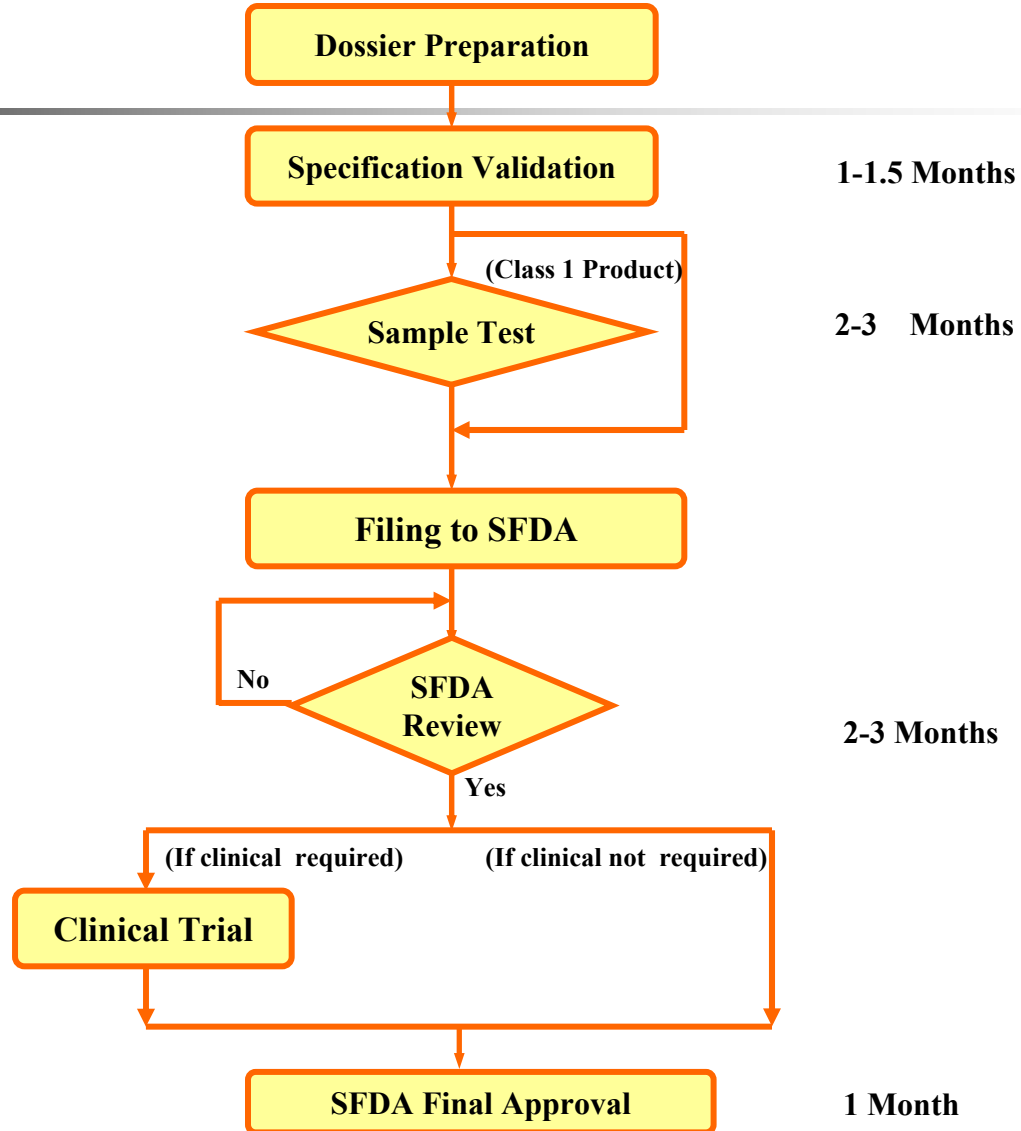 Dossier Preparation
Specification Validation
1-1.5 Months
(Class 1 Product)
Sample Test
2-3 Months
Filing to SFDA
No
SFDA
Review
2-3 Months
Yes
(If clinical required)
(If clinical not required)
Clinical Trial
SFDA Final Approval
1 Month